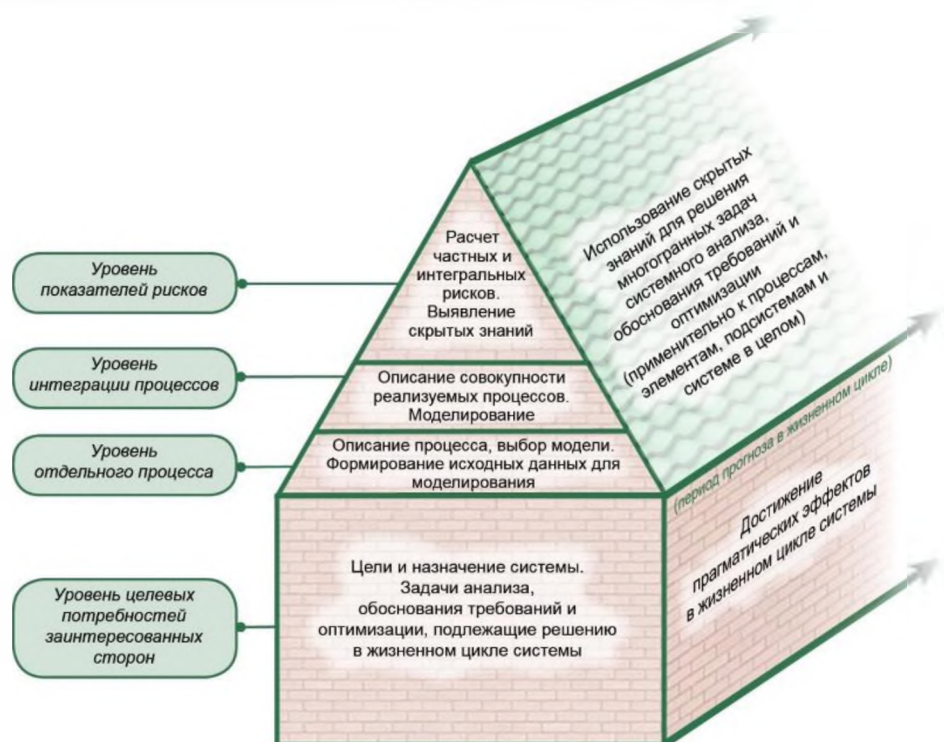 Уровень
показателей рисков
Уровень
интеграции процессов
Уровень
отдельного процесса
Уровень целевых
потребностей
заинтересованных
сторон
Расчет
частных и
интегральных
рисков.
Выявление
скрытых знаний
Описание совокупности
реализуемых процессов.
Моделирование
Описание процесса, выбор модели.
Формирование исходных данных для
моделирования
Цели и назначение системы.
Задачи анализа,
обоснования требований и
оптимизации, подлежащие решению
в жизненном цикле системы
Использование скрытых
знаний для решения
многогранных задач
системного анализа,
обоснования требований и
оптимизации
(применительно к процессам,
элементам, подсистемам и
системе в целом)
(период прогноза в жизненном цикле)
Достижение
прагматических эффектов
в жизненном цикле системы